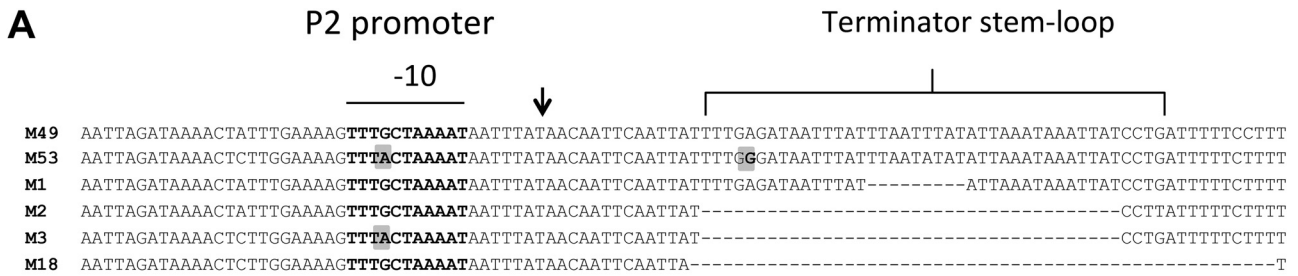 A
P2 promoter
Terminator stem-loop
-10
M49 AATTAGATAAAACTATTTGAAAAGTTTGCTAAAATAATTTATAACAATTCAATTATTTTGAGATAATTTATTTAATTTATATTAAATAAATTATCCTGATTTTTCCTTT
M53 AATTAGATAAAACTCTTGGAAAAGTTTACTAAAATAATTTATAACAATTCAATTATTTTGGGATAATTTATTTAATATATATTAAATAAATTATCCTGATTTTTCTTTT
M1 AATTAGATAAAACTATTTGAAAAGTTTGCTAAAATAATTTATAACAATTCAATTATTTTGAGATAATTTAT---------ATTAAATAAATTATCCTGATTTTTCTTTT
M2 AATTAGATAAAACTATTTGAAAAGTTTGCTAAAATAATTTATAACAATTCAATTAT--------------------------------------CCTTATTTTTCTTTT
M3 AATTAGATAAAACTCTTGGAAAAGTTTACTAAAATAATTTATAACAATTCAATTAT--------------------------------------CCTGATTTTTCTTTT
M18 AATTAGATAAAACTCTTGGAAAAGTTTGCTAAAATAATTTATAACAATTCAATTA-----------------------------------------------------T